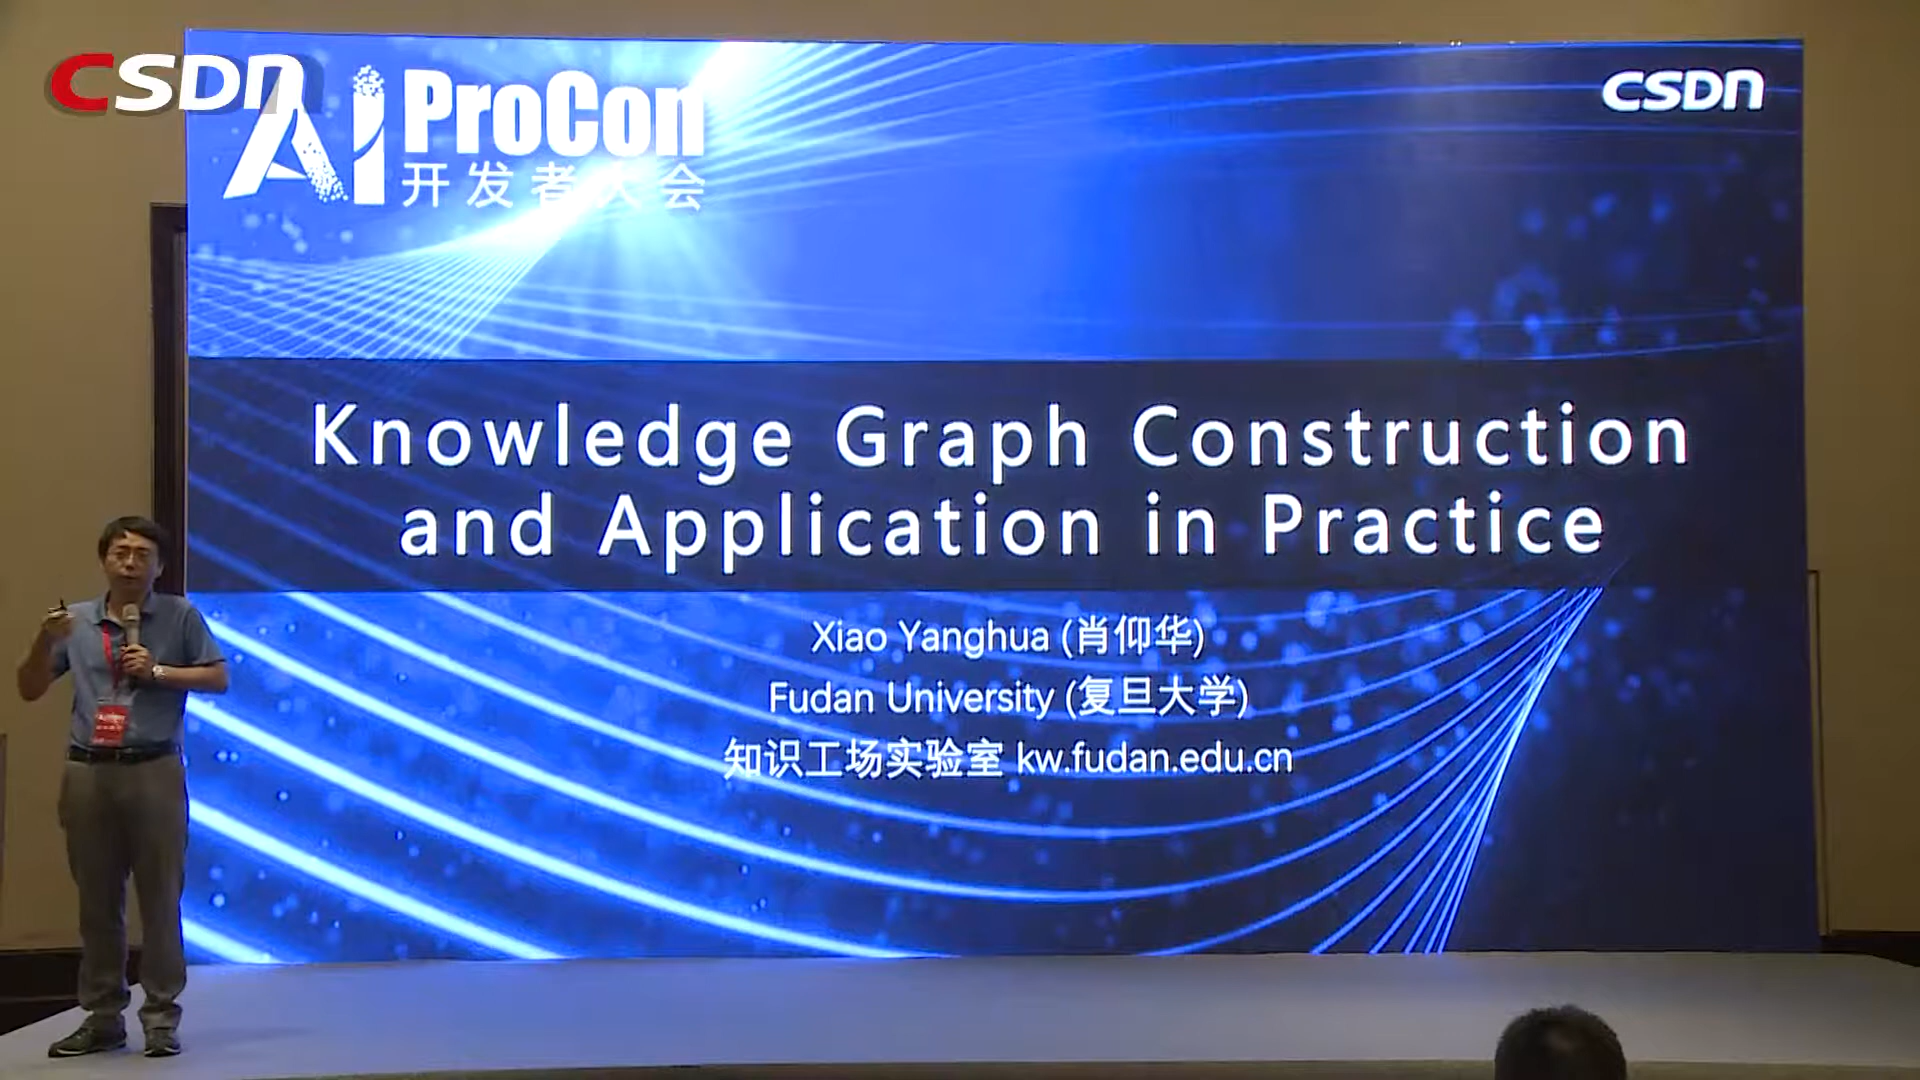 CSDN
AI ProCon
开发者大会
CSDN
Knowledge Graph Construction
and Application in Practice
Xiao Yanghua (肖仰华)
Fudan University (复旦大学)
知识工场实验室 kw.fudan.edu.cn